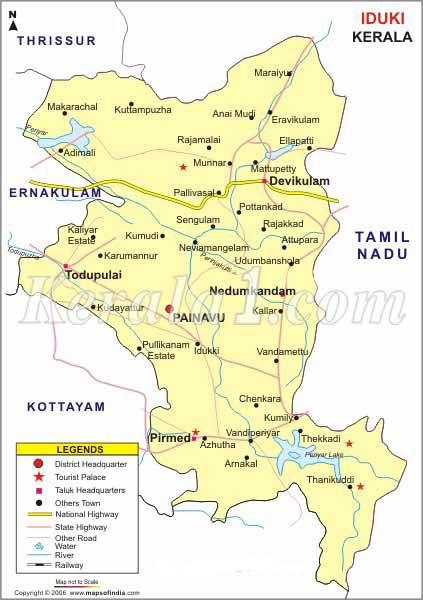 N
THRISSUR
IDUKI
KERALA
Maraiyur
Makarachal
Kuttampuzha
Anai Mudi
Eravikulam
Periyar
Adimali
Rajamalai
Ellapatti
Munnar
Mattupetty
Devikulam
ERNAKULAM
Pallivasal
Pottankad
Sengulam
Rajakkad
Kaliyar
Estate
Kumudi
Attupara
TAMIL
NADU
Neviamangelam
Todupuzha
Karumannur
Udumbanshola
Todupulai
Nedumkandam
Kerala1.com
Kudayattur
PAINAVU
Kallar
Pullikanam
Estate
Idukki
Vandamettu
KOTTAYAM
Chenkara
Kumily
Pirmed
Azhutha
Vandiperiyar
Thekkadi
Arnakal
Periyar Lake
Thanikuddi
LEGENDS
District Headquarter
Tourist Palace
Taluk Headquarters
Others Town
National Highway
State Highway
Other Road
Water
River
Railway
Map not to Scale
Copyright © 2006 www.mapsofindia.com